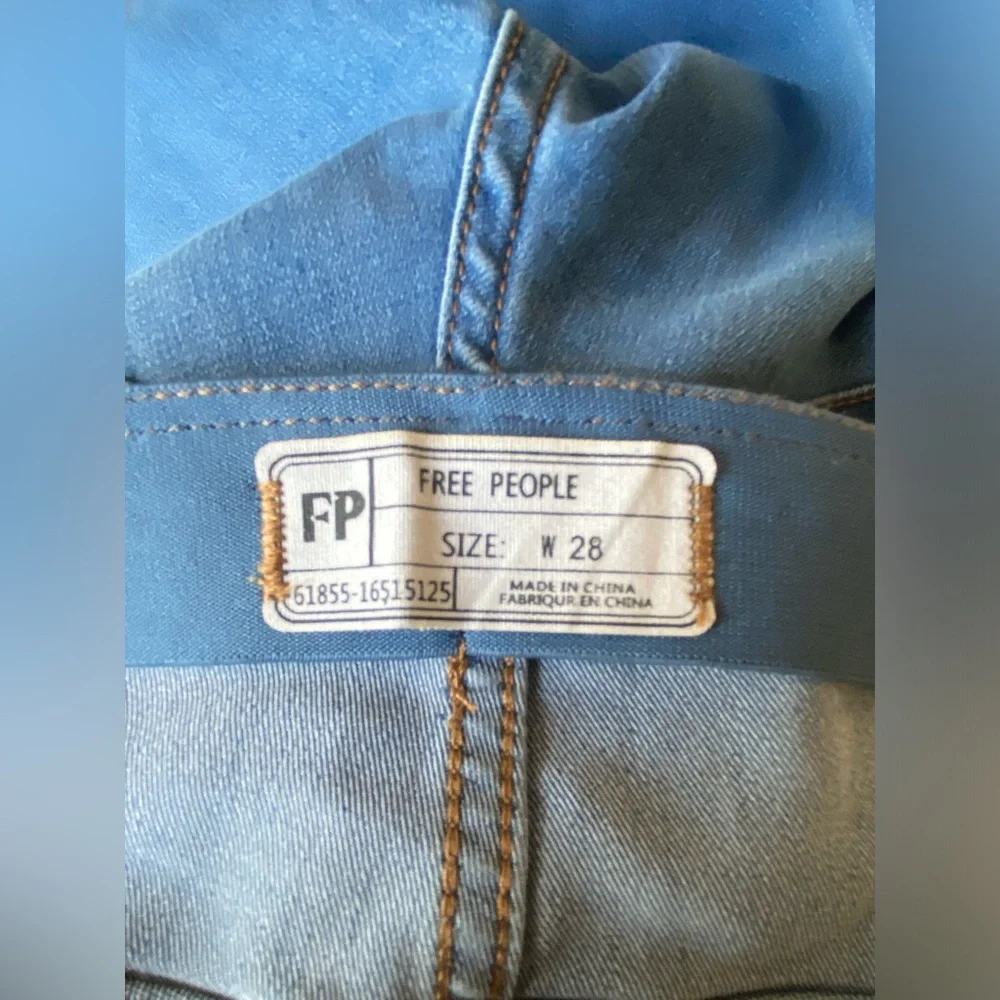 FP
FREE PEOPLE
SIZE: W 28
61855-16515125
MADE IN CHINA
FABRIQUR EN CHINA